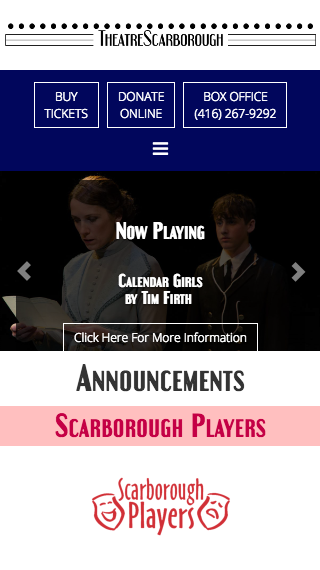 TheatreScarborough
BUY
TICKETS
DONATE
ONLINE
BOX OFFICE
(416) 267-9292
Now Playing
Calendar Girls
by Tim Firth
Click Here For More Information
Announcements
Scarborough Players
Scarborough
Players